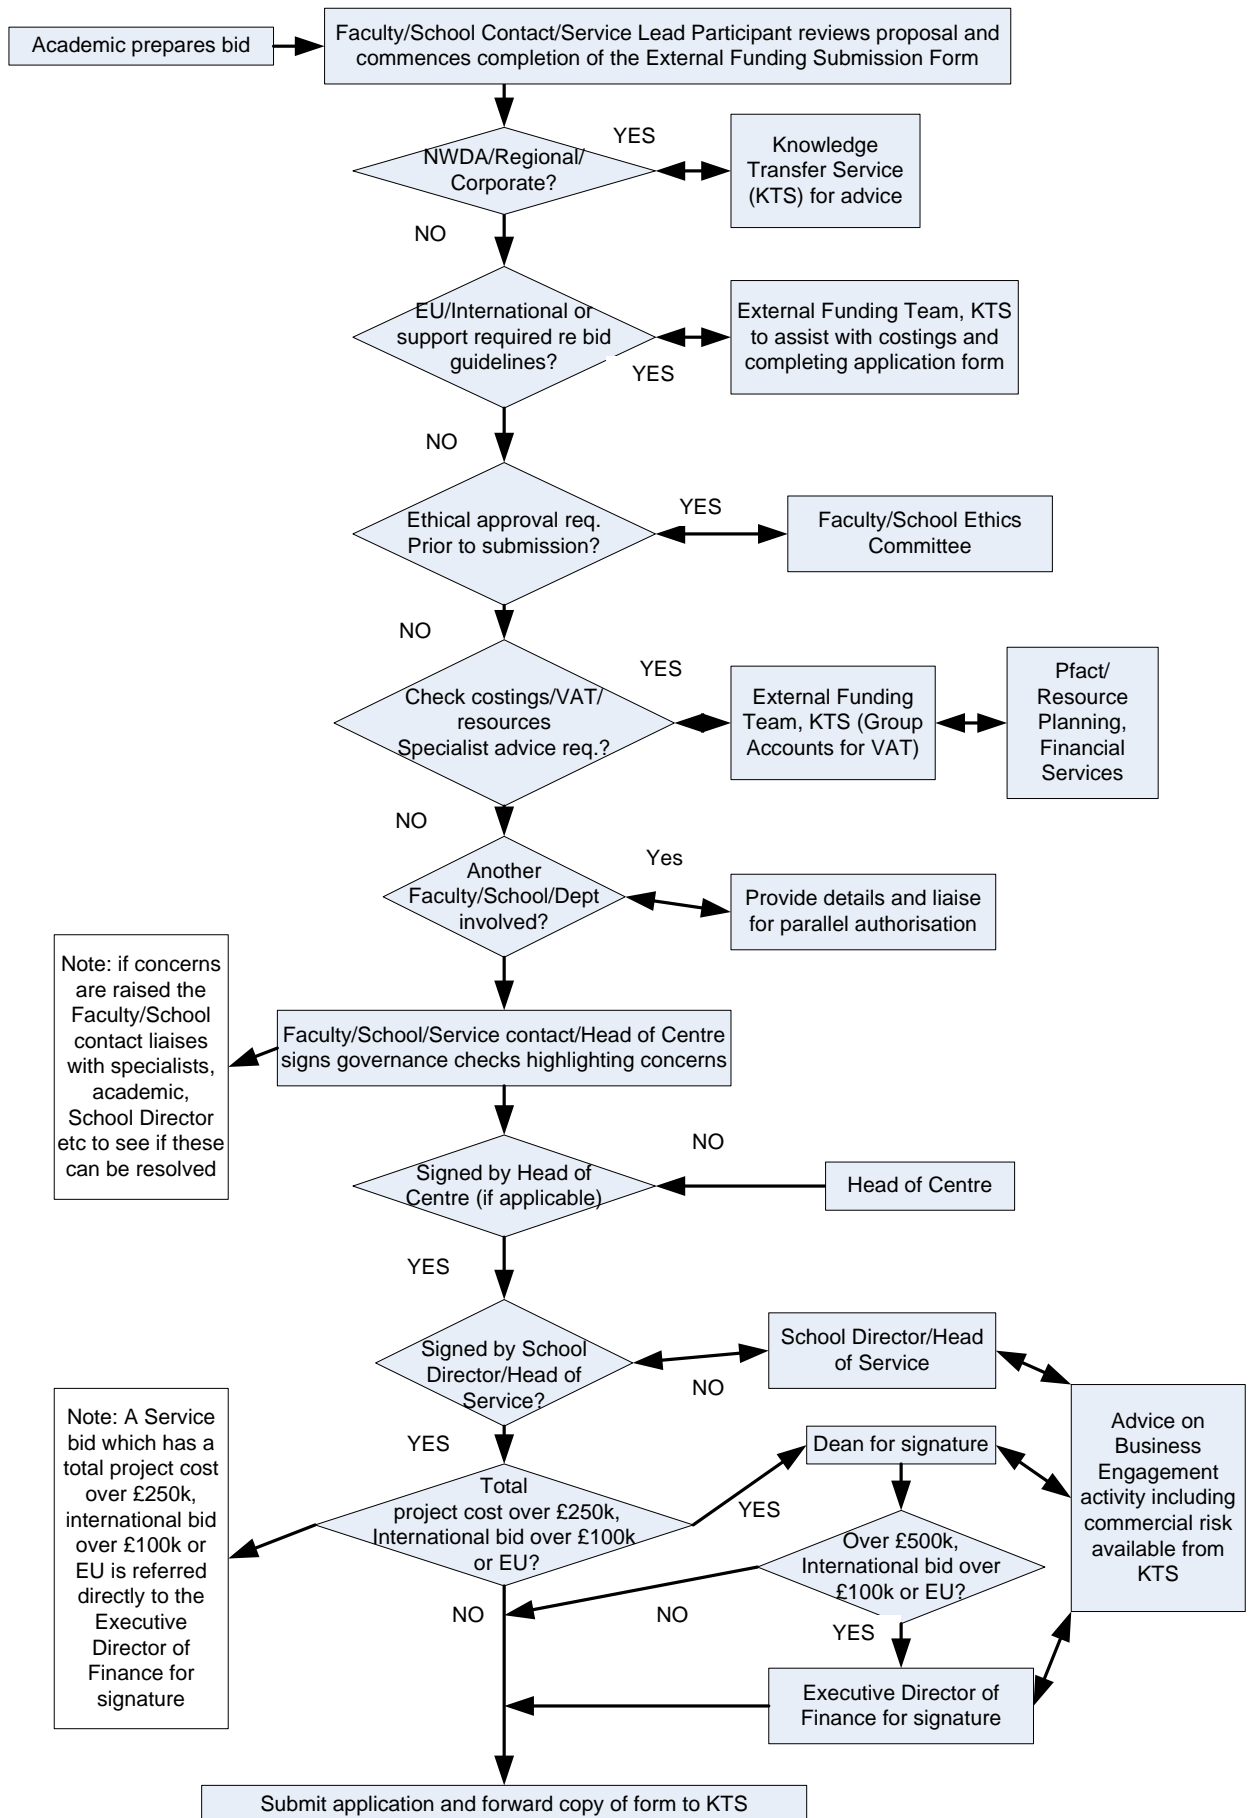 Academic prepares bid
Faculty/School Contact/Service Lead Participant reviews proposal and
commences completion of the External Funding Submission Form
NWDA/Regional/
Corporate?
YES
Knowledge
Transfer Service
(KTS) for advice
NO
EU/International or
support required re bid
guidelines?
YES
External Funding Team, KTS
to assist with costings and
completing application form
NO
Ethical approval req.
Prior to submission?
YES
Faculty/School Ethics
Committee
NO
Check costings/VAT/
resources
Specialist advice req.?
YES
External Funding
Team, KTS (Group
Accounts for VAT)
Pfact/
Resource
Planning,
Financial
Services
NO
Another
Faculty/School/Dept
involved?
Yes
Provide details and liaise
for parallel authorisation
Note: if concerns
are raised the
Faculty/School
contact liaises
with specialists,
academic,
School Director
etc to see if these
can be resolved
Faculty/School/Service contact/Head of Centre
signs governance checks highlighting concerns
Signed by Head of
Centre (if applicable)
NO
Head of Centre
YES
Signed by School
Director/Head of
Service?
NO
School Director/Head
of Service
Advice on
Business
Engagement
activity including
commercial risk
available from
KTS
Note: A Service
bid which has a
total project cost
over £250k,
international bid
over £100k or
EU is referred
directly to the
Executive
Director of
Finance for
signature
YES
Total
project cost over £250k,
International bid over £100k
or EU?
YES
Dean for signature
Over £500k,
International bid over
£100k or EU?
NO
NO
YES
Executive Director of
Finance for signature
Submit application and forward copy of form to KTS